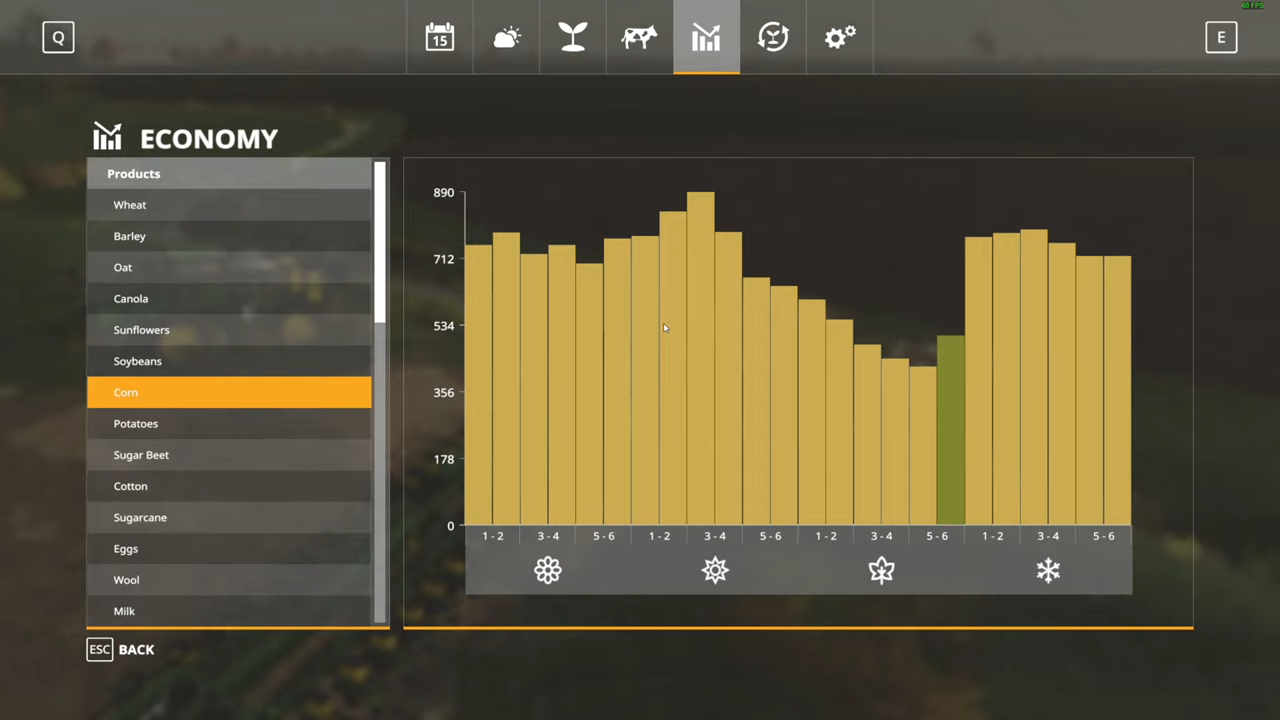 60 FPS
Q
15
E
ECONOMY
Products
Wheat
Barley
Oat
Canola
Sunflowers
Soybeans
Corn
Potatoes
Sugar Beet
Cotton
Sugarcane
Eggs
Wool
Milk
890
712
534
356
178
0
1 - 2 3 - 4 5 - 6 1 - 2 3 - 4 5 - 6 1 - 2 3 - 4 5 - 6 1 - 2 3 - 4 5 - 6
ESC BACK